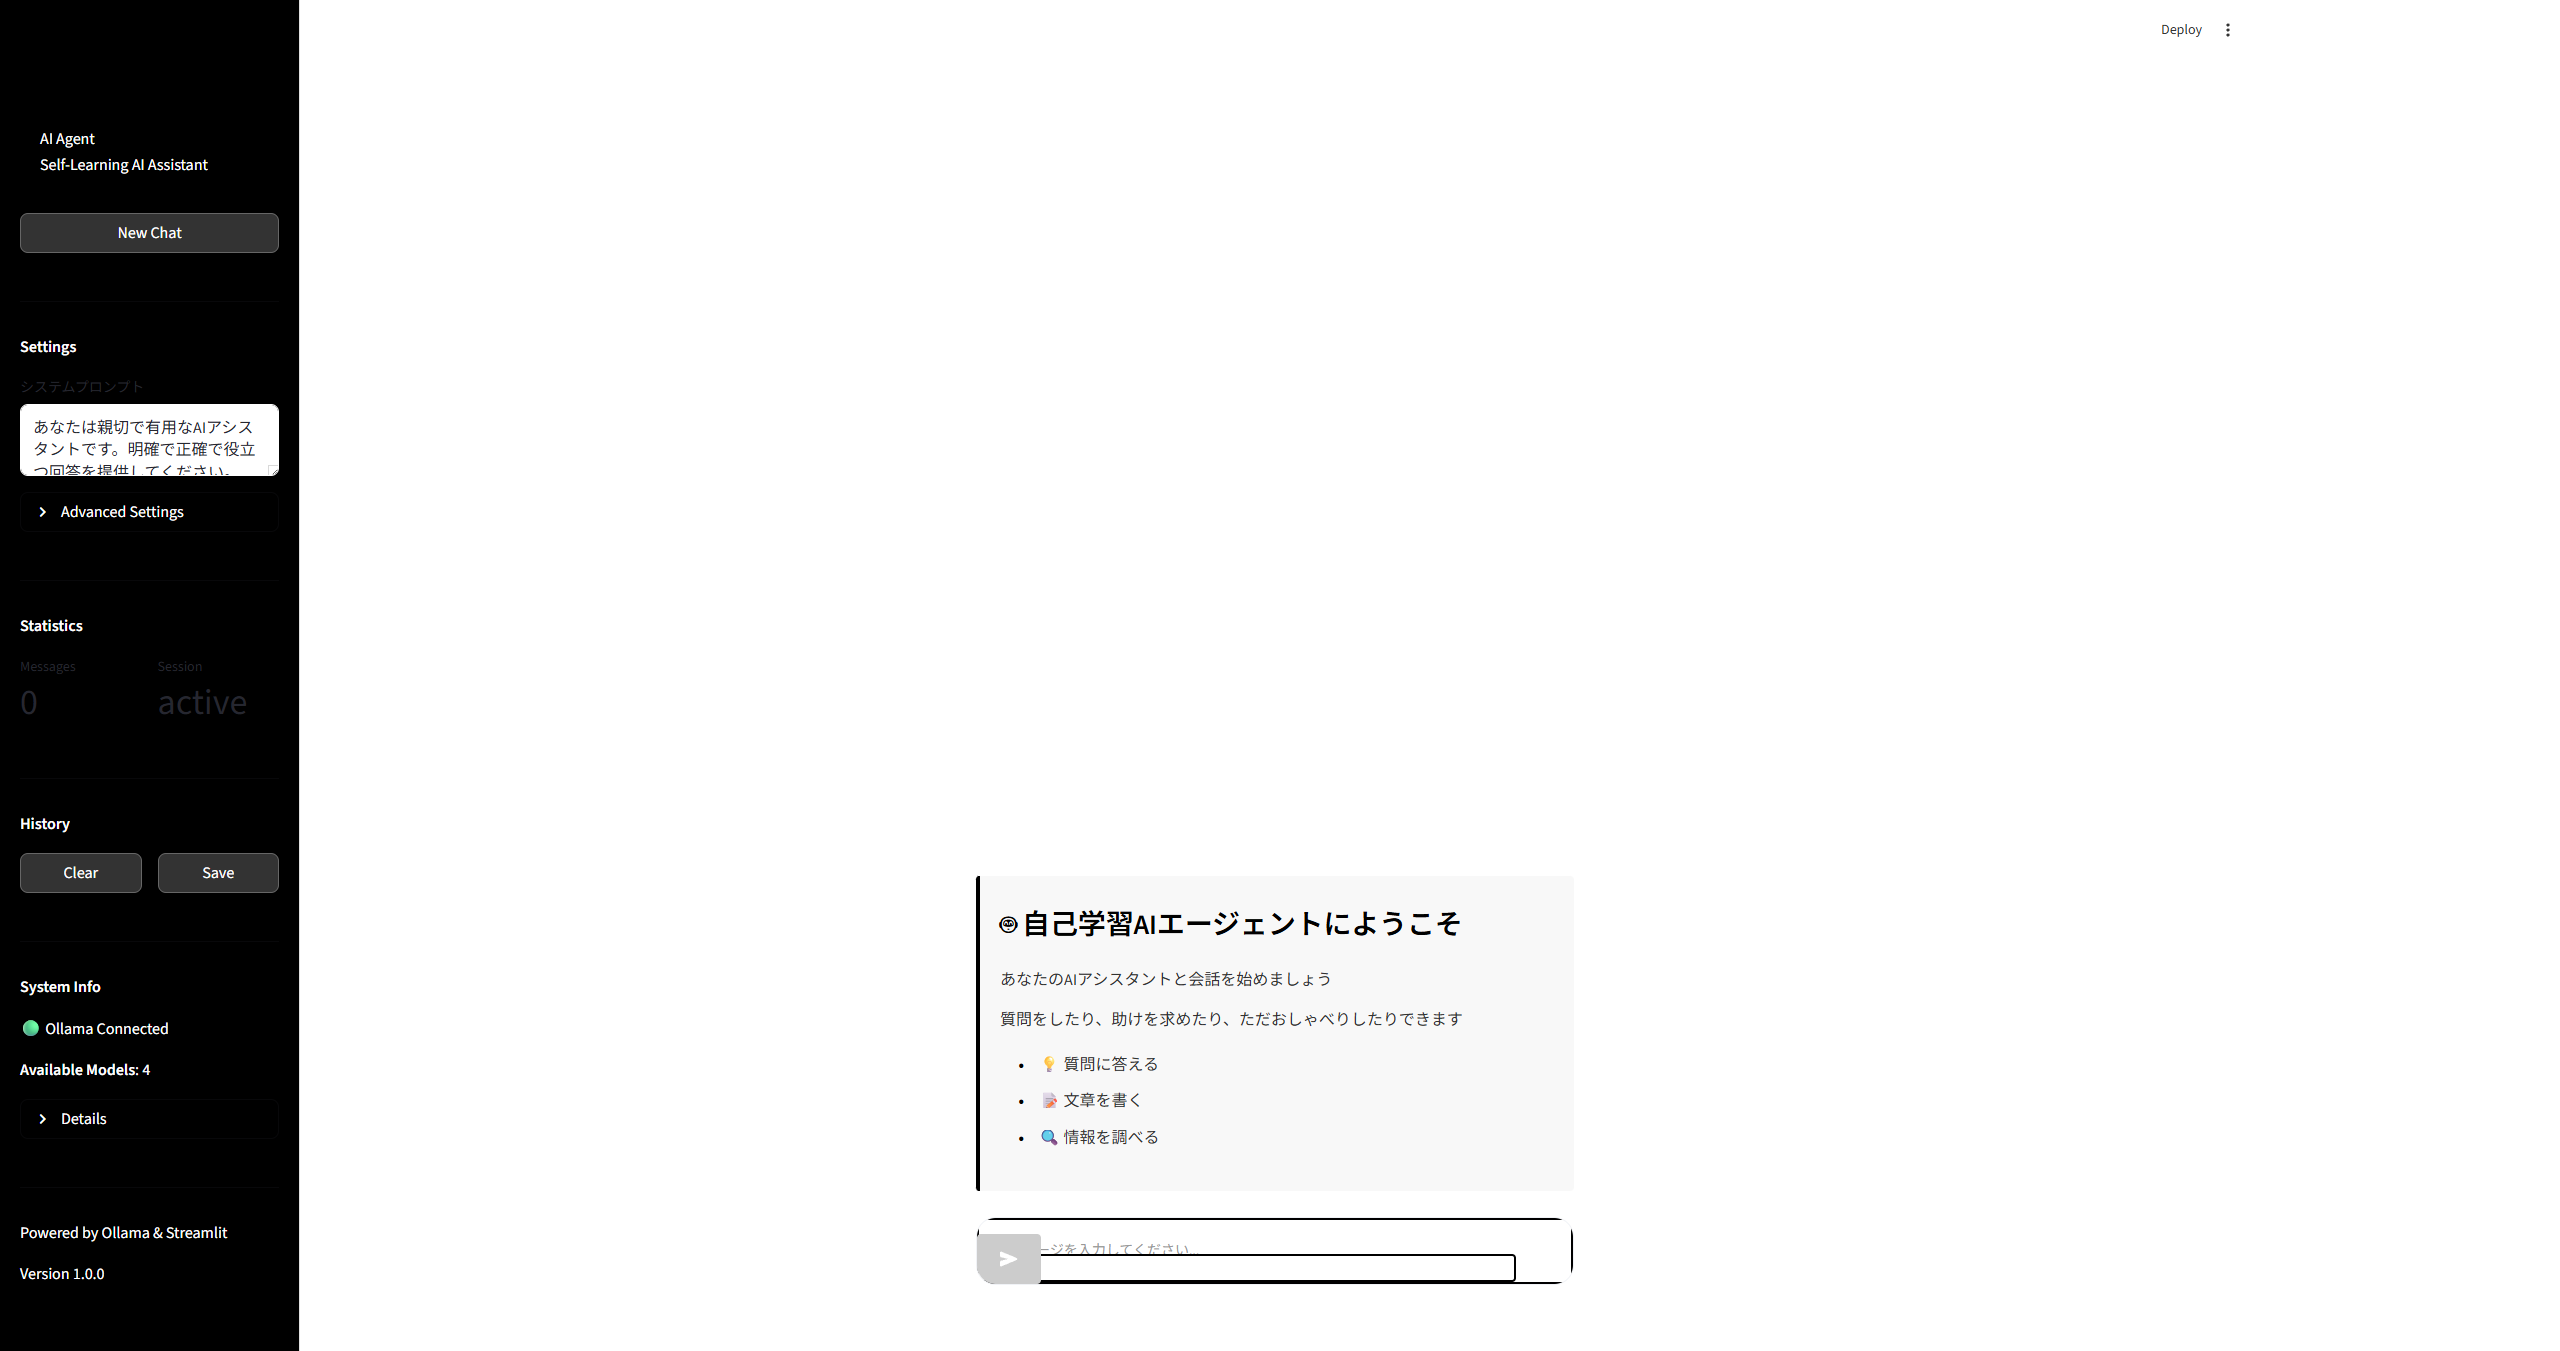 Deploy
AI Agent
Self-Learning AI Assistant
New Chat
Settings
システムプロンプト
あなたは親切で有用なAIアシス
タントです。明確で正確で役立
つ回答を提供してください。
Advanced Settings
Statistics
Messages
Session
0
active
History
Clear
Save
System Info
Ollama Connected
Available Models: 4
Details
Powered by Ollama & Streamlit
Version 1.0.0
自己学習AIエージェントにようこそ
あなたのAIアシスタントと会話を始めましょう
質問をしたり、助けを求めたり、ただおしゃべりしたりできます
• 💡 質問に答える
• 📝 文章を書く
• 🔍 情報を調べる
ージを入力してください...